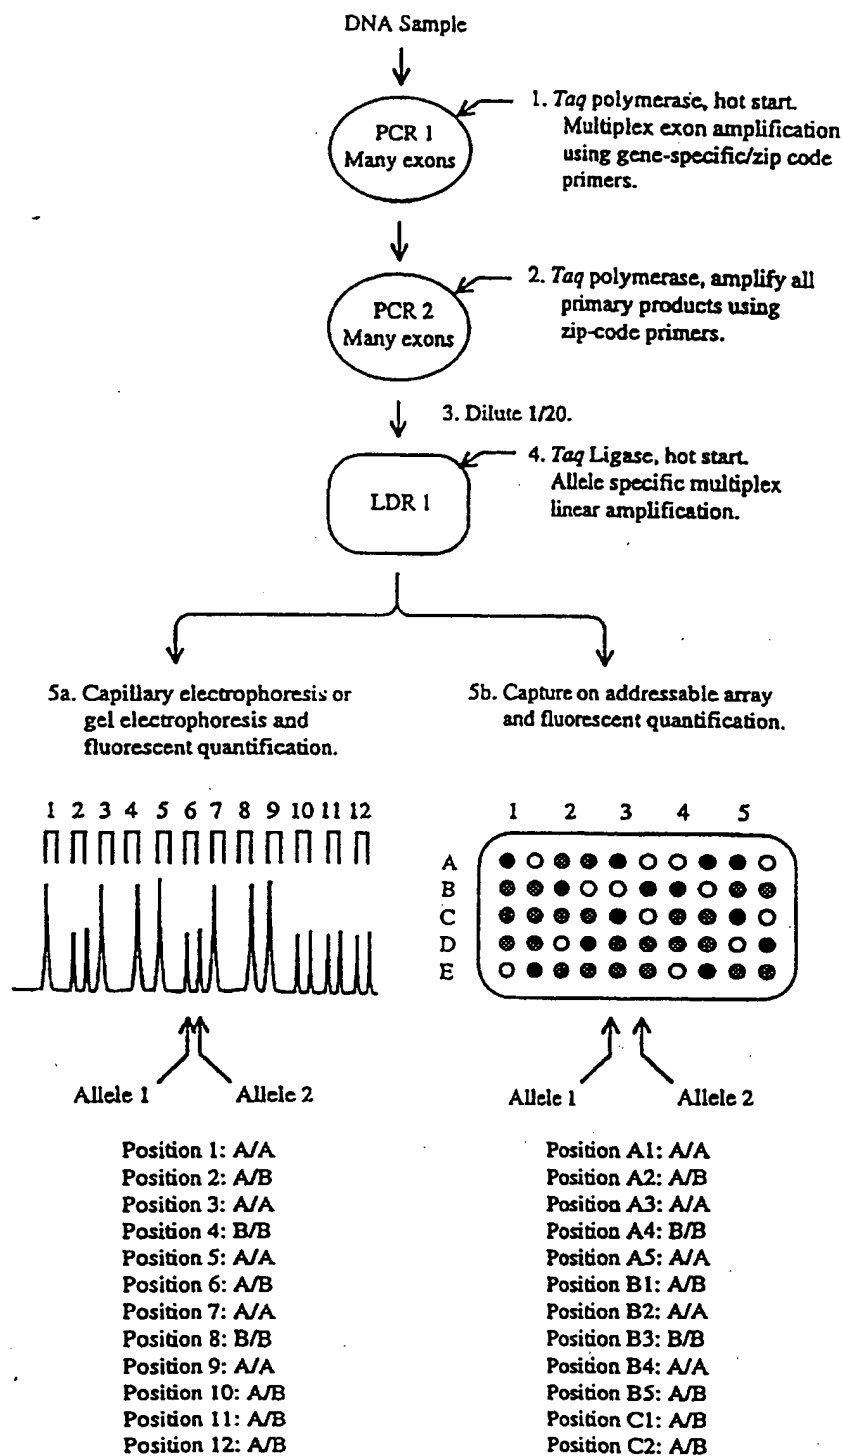 DNA Sample
PCR 1
Many exons
1. Taq polymerase, hot start.
Multiplex exon amplification
using gene-specific/zip code
primers.
PCR 2
Many exons
2. Taq polymerase, amplify all
primary products using
zip-code primers.
3. Dilute 1/20.
LDR 1
4. Taq Ligase, hot start.
Allele specific multiplex
linear amplification.
5a. Capillary electrophoresis or
gel electrophoresis and
fluorescent quantification.
1 2 3 4 5 6 7 8 9 10 11 12
Allele 1 Allele 2
Position 1: A/A
Position 2: A/B
Position 3: A/A
Position 4: B/B
Position 5: A/A
Position 6: A/B
Position 7: A/A
Position 8: B/B
Position 9: A/A
Position 10: A/B
Position 11: A/B
Position 12: A/B
5b. Capture on addressable array
and fluorescent quantification.
1 2 3 4 5
A
B
C
D
E
Allele 1 Allele 2
Position A1: A/A
Position A2: A/B
Position A3: A/A
Position A4: B/B
Position A5: A/A
Position B1: A/B
Position B2: A/A
Position B3: B/B
Position B4: A/A
Position B5: A/B
Position C1: A/B
Position C2: A/B